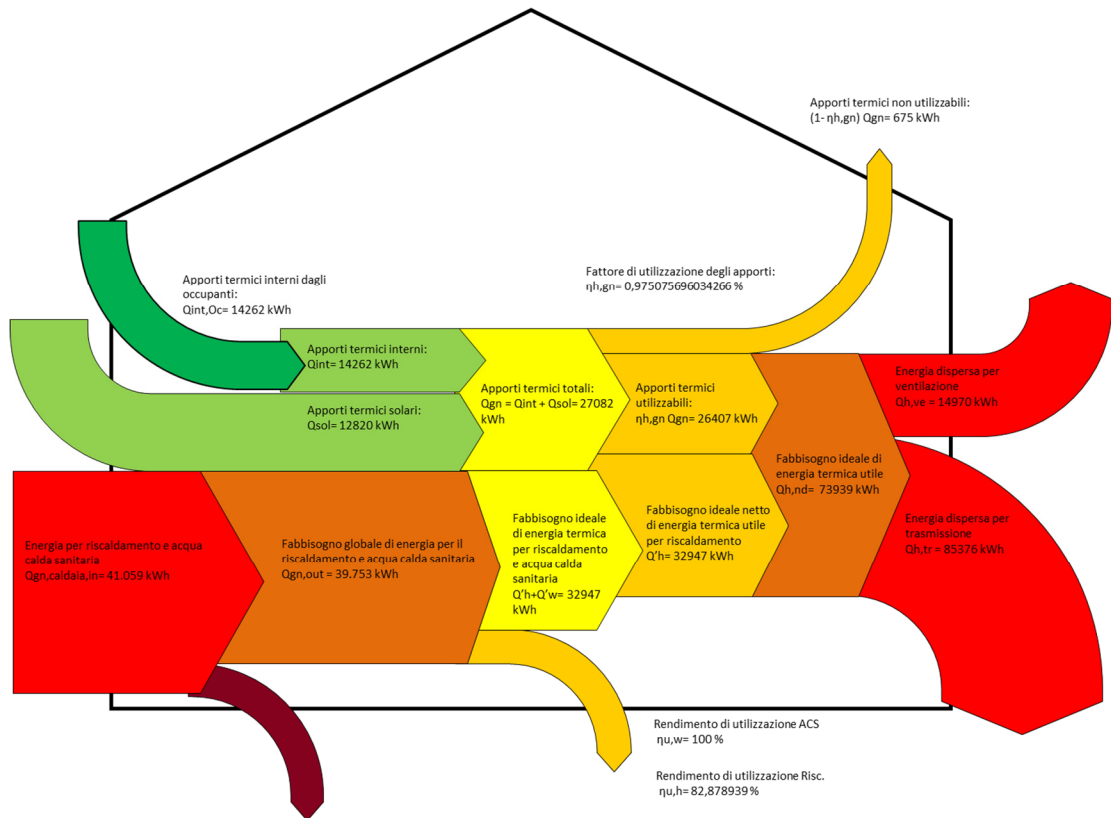 Apporti termici non utilizzabili:
(1- ηh,gn) Qgn= 675 kWh
Apporti termici interni dagli
occupanti:
Qint,Oc= 14262 kWh
Fattore di utilizzazione degli apporti:
ηh,gn= 0,975075696034266 %
Apporti termici interni:
Qint= 14262 kWh
Apporti termici solari:
Qsol= 12820 kWh
Apporti termici totali:
Qgn = Qint + Qsol= 27082
kWh
Apporti termici
utilizzabili:
ηh,gn Qgn= 26407 kWh
Energia dispersa per
ventilazione
Qh,ve = 14970 kWh
Fabbisogno ideale di
energia termica utile
Qh,nd= 73939 kWh
Energia per riscaldamento e acqua
calda sanitaria
Qgn,caldaia,in= 41.059 kWh
Fabbisogno globale di energia per il
riscaldamento e acqua calda sanitaria
Qgn,out = 39.753 kWh
Fabbisogno ideale
di energia termica
per riscaldamento
e acqua calda
sanitaria
Q’h+Q’w= 32947
kWh
Fabbisogno ideale netto
di energia termica utile
per riscaldamento
Q’h= 32947 kWh
Energia dispersa per
trasmissione
Qh,tr = 85376 kWh
Rendimento di utilizzazione ACS
ηu,w= 100 %
Rendimento di utilizzazione Risc.
ηu,h= 82,878939 %